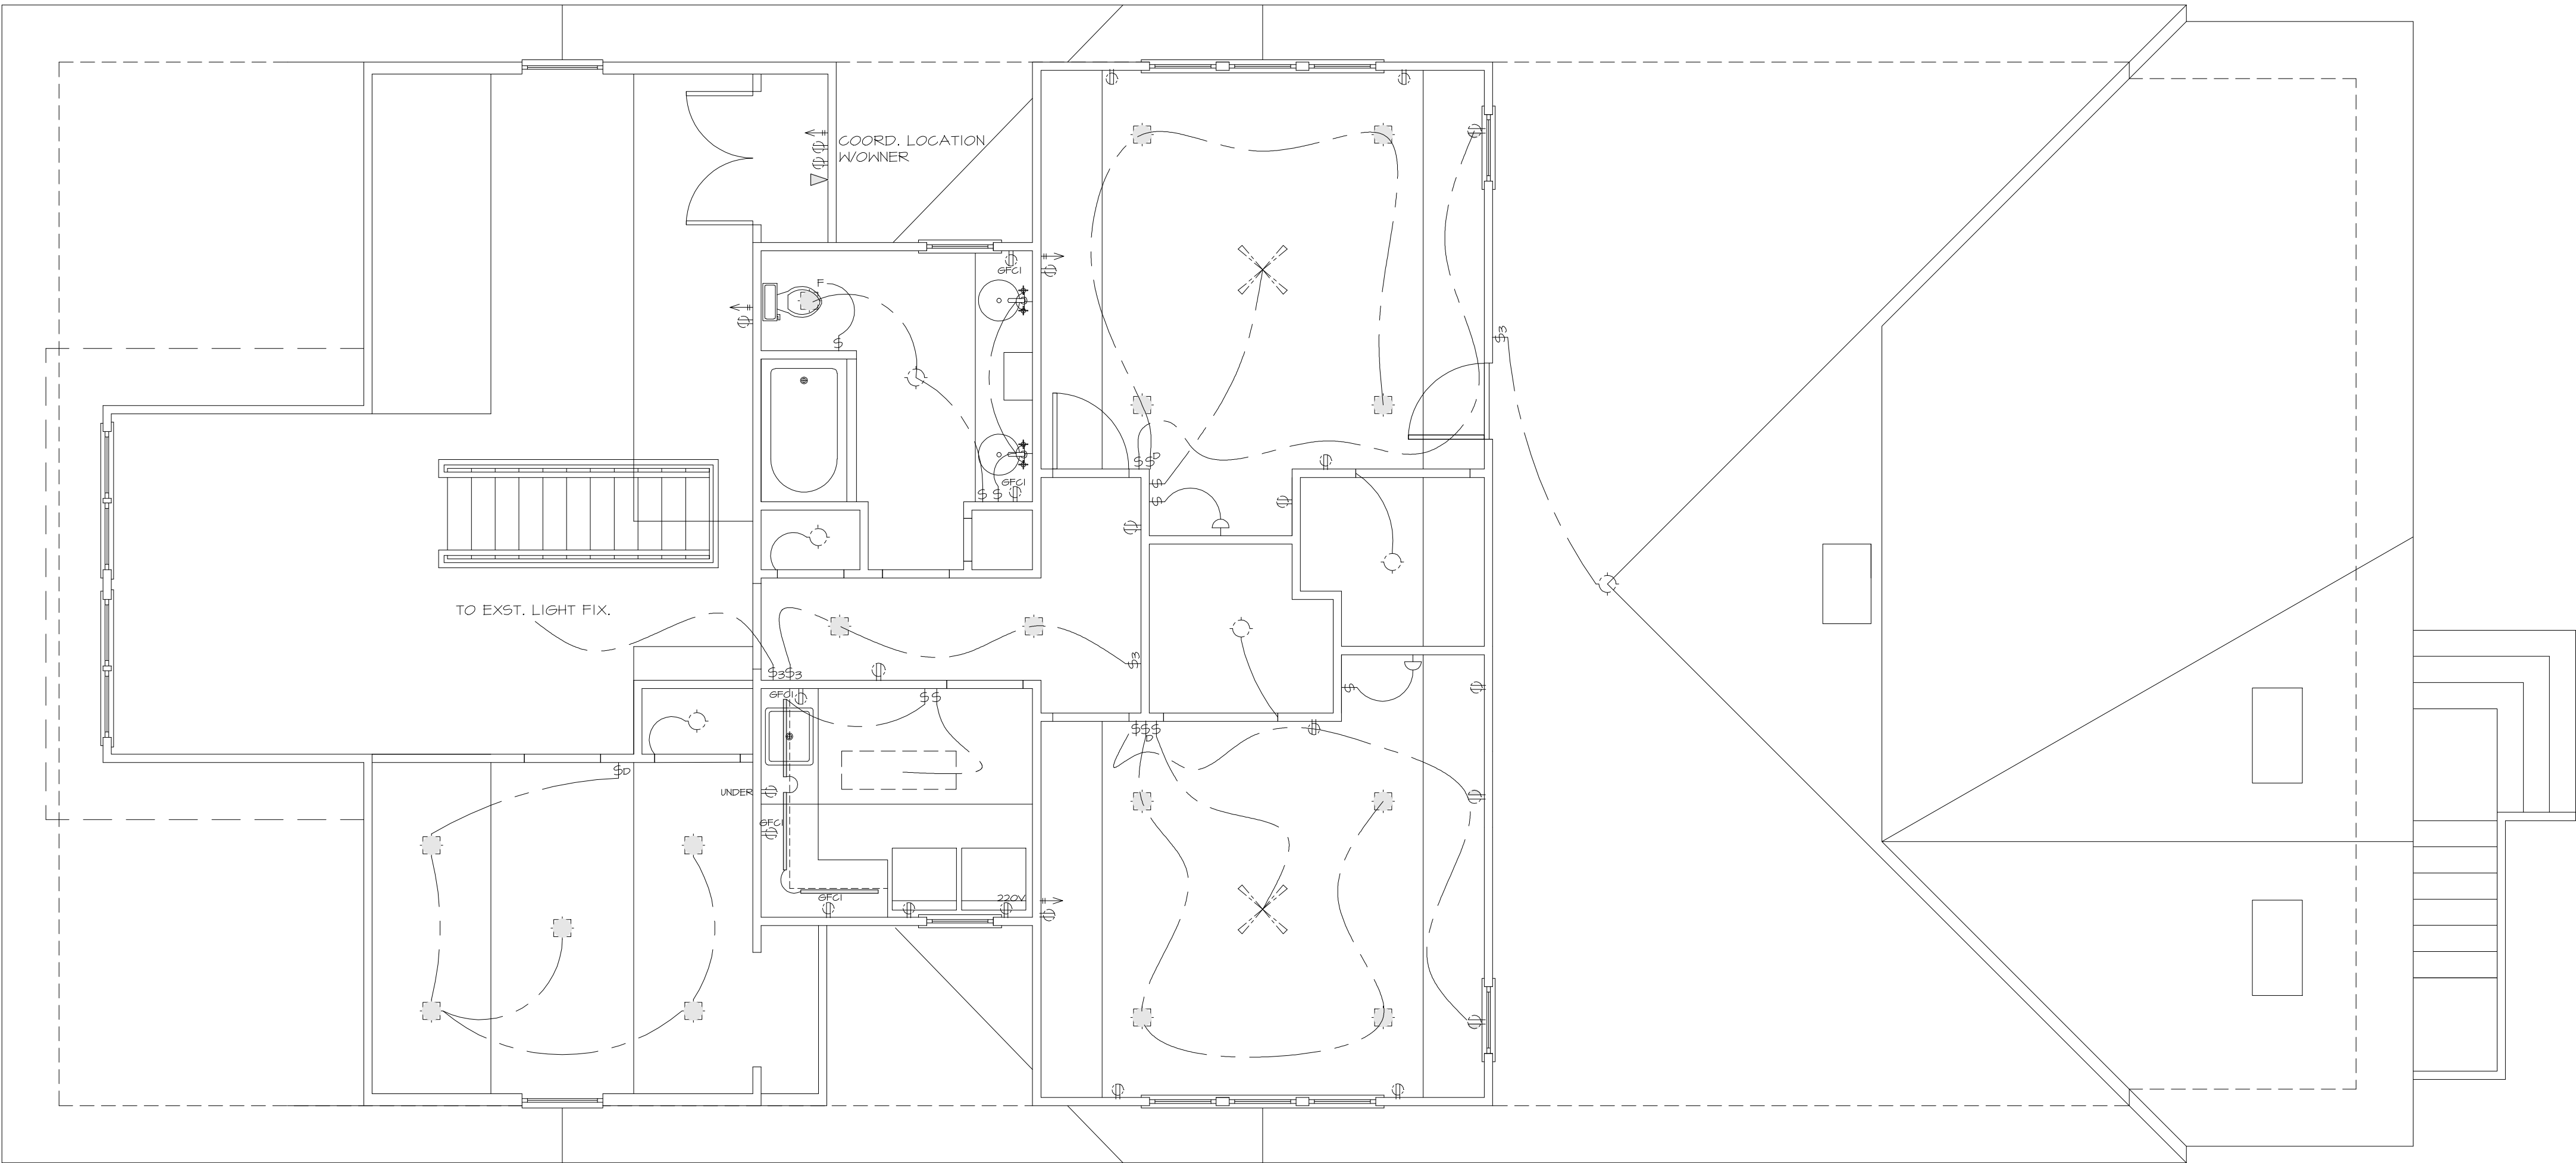 COORD. LOCATION
W/OWNER
GFCI
F
$
$3
$ $D
$
$
GFCI
$ $
TO EXST. LIGHT FIX.
$3
$3$3
GFCI
$ $
$
$$$
D
$D
UNDER
GFCI
GFCI
220V